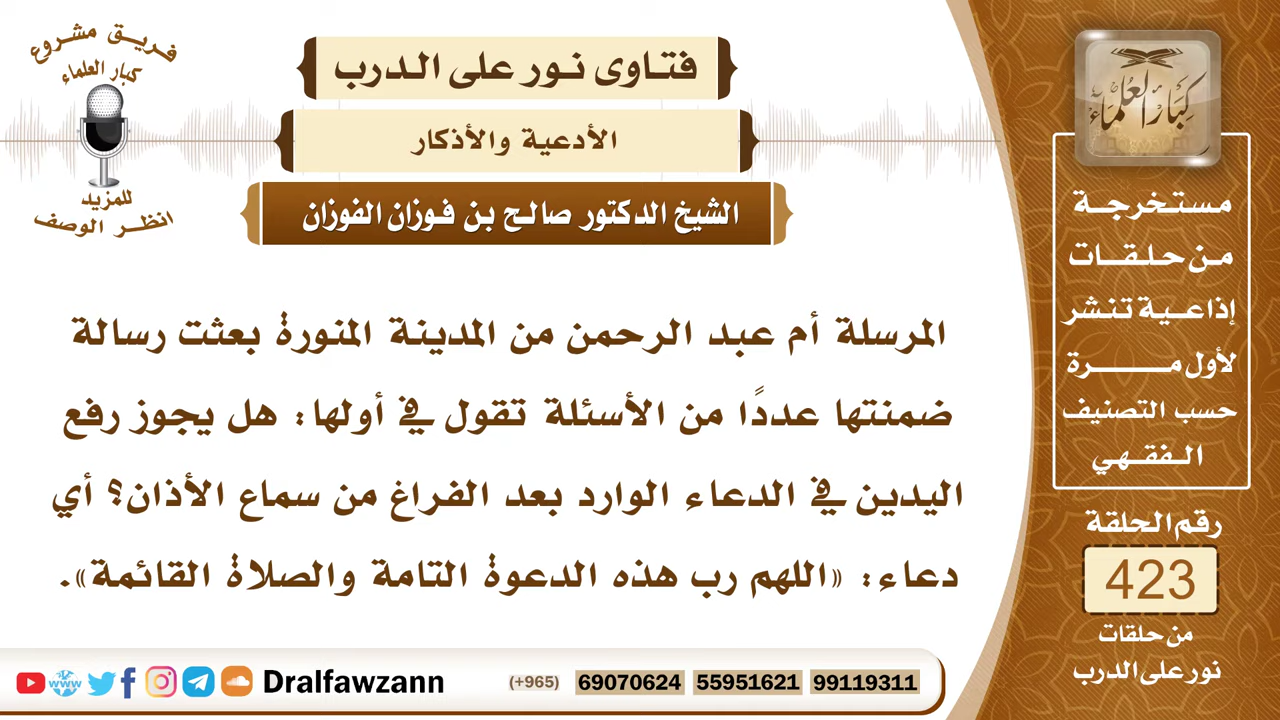 فريق مشروع
كبار العلماء
للمزيد
انظر الوصف
فتاوى نور على الدرب
الأدعية والأذكار
الشيخ الدكتور صالح بن فوزان الفوزان
المرسلة أم عبد الرحمن من المدينة المنورة بعثت رسالة
ضمنتها عددًا من الأسئلة تقول في أولها: هل يجوز رفع
اليدين في الدعاء الوارد بعد الفراغ من سماع الأذان؟ أي
دعاء: «اللهم رب هذه الدعوة التامة والصلاة القائمة».
كبار العلماء
مستخرجة
من حلقات
إذاعية تنشر
لأول مرة
حسب التصنيف
الفقهي
رقم الحلقة
423
من حلقات
نور على الدرب
www Dralfawzann (+965) 69070624 55951621 99119311